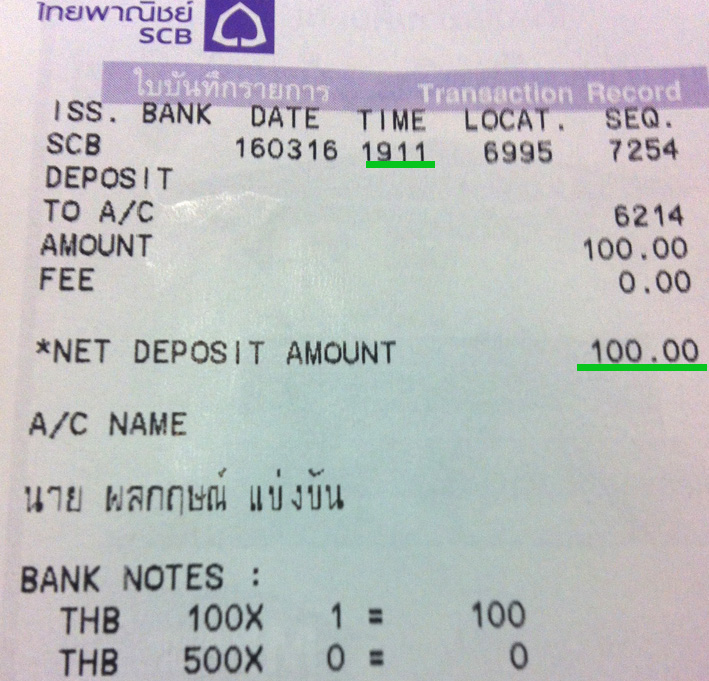 ไทยพาณิชย์
SCB
ใบบันทึกรายการ Transaction Record
ISS. BANK DATE TIME LOCAT. SEQ.
SCB 160316 1911 6995 7254
DEPOSIT
TO A/C 6214
AMOUNT 100.00
FEE 0.00
*NET DEPOSIT AMOUNT 100.00
A/C NAME
นาย ผลกฤษณ์ แข่งขัน
BANK NOTES :
THB 100X 1 = 100
THB 500X 0 = 0